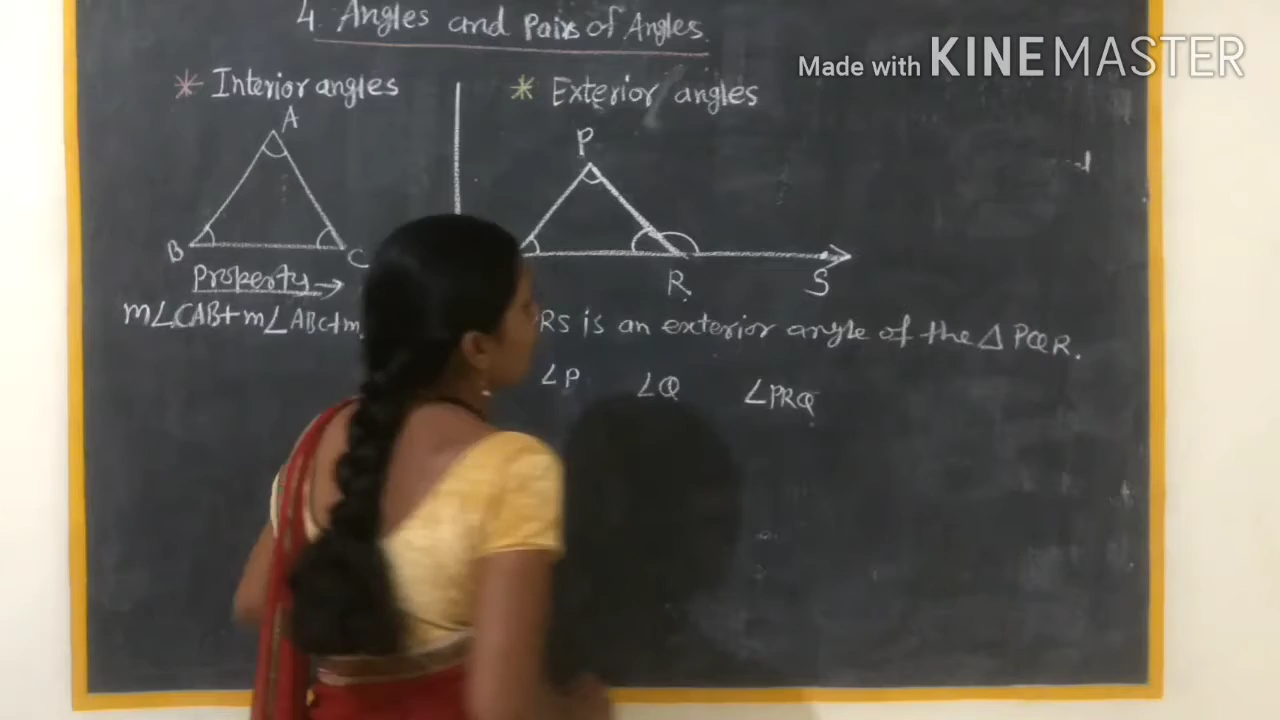 4. Angles and Pairs of Angles.
Made with KINEMASTER
* Interior angles
* Exterior angles
A
B
C
P
R
S
Property →
m∠CAB + m∠ABC + m
RS is an exterior angle of the △ PQR.
∠P ∠Q ∠PRQ